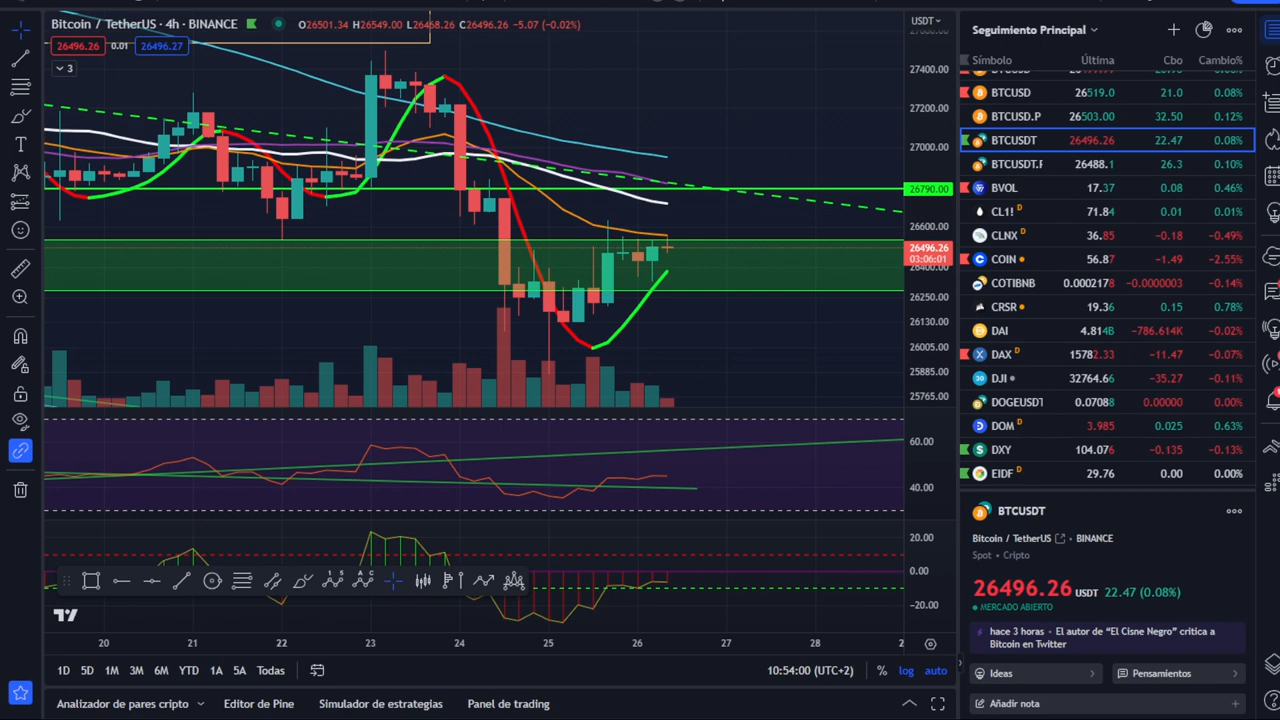 Bitcoin / TetherUS · 4h · BINANCE O26501.34 H26549.00 L26468.26 C26496.26 -5.07 (-0.02%)
26496.26 0.01 26496.27
3
USDT
27400.00
27200.00
27000.00
26790.00
26600.00
26496.26
03:06:01
26400.00
26250.00
26130.00
26005.00
25885.00
25765.00
60.00
40.00
20.00
0.00
-20.00
20 21 22 23 24 25 26 27 28
1D 5D 1M 3M 6M YTD 1A 5A Todas 10:54:00 (UTC+2) % log auto
Analizador de pares cripto Editor de Pine Simulador de estrategias Panel de trading
Seguimiento Principal
Símbolo Última Cbo Cambio%
BTCUSD 26519.0 21.0 0.08%
BTCUSD.P 26503.00 32.50 0.12%
BTCUSDT 26496.26 22.47 0.08%
BTCUSDT.F 26488.1 26.3 0.10%
BVOL 17.37 0.08 0.46%
CL1! D 71.84 0.01 0.01%
CLNX D 36.85 -0.18 -0.49%
COIN 56.87 -1.49 -2.55%
COTIBNB 0.0002178 -0.0000003 -0.14%
CRSR 19.36 0.15 0.78%
DAI 4.814B -786.614K -0.02%
DAX D 15782.33 -11.47 -0.07%
DJI 32764.66 -35.27 -0.11%
DOGEUSDT 0.07088 0.00000 0.00%
DOM D 3.985 0.025 0.63%
DXY 104.076 -0.135 -0.13%
EIDF D 29.76 0.00 0.00%
BTCUSDT
Bitcoin / TetherUS · BINANCE
Spot · Cripto
26496.26 USDT 22.47 (0.08%)
MERCADO ABIERTO
hace 3 horas · El autor de “El Cisne Negro” critica a
Bitcoin en Twitter
Ideas Pensamientos
Añadir nota